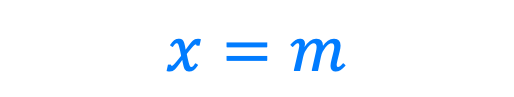 x = m